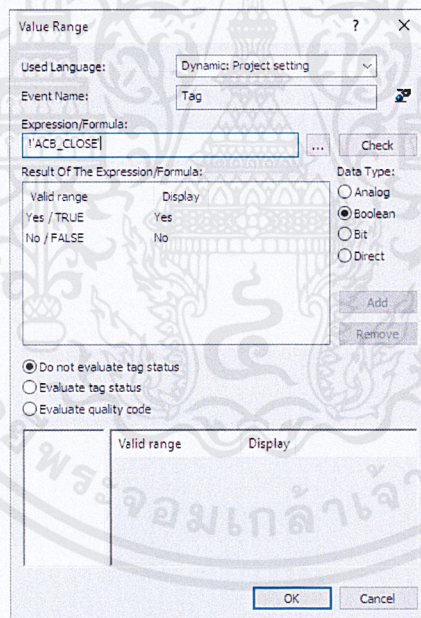 Value Range ? X
Used Language: Dynamic: Project setting
Event Name: Tag
Expression/Formula:
!'ACB_CLOSE' ... Check
Result Of The Expression/Formula: Data Type:
Valid range Display
Yes / TRUE Yes
No / FALSE No
Analog
Boolean
Bit
Direct
Add
Remove
Do not evaluate tag status
Evaluate tag status
Evaluate quality code
Valid range Display
OK Cancel